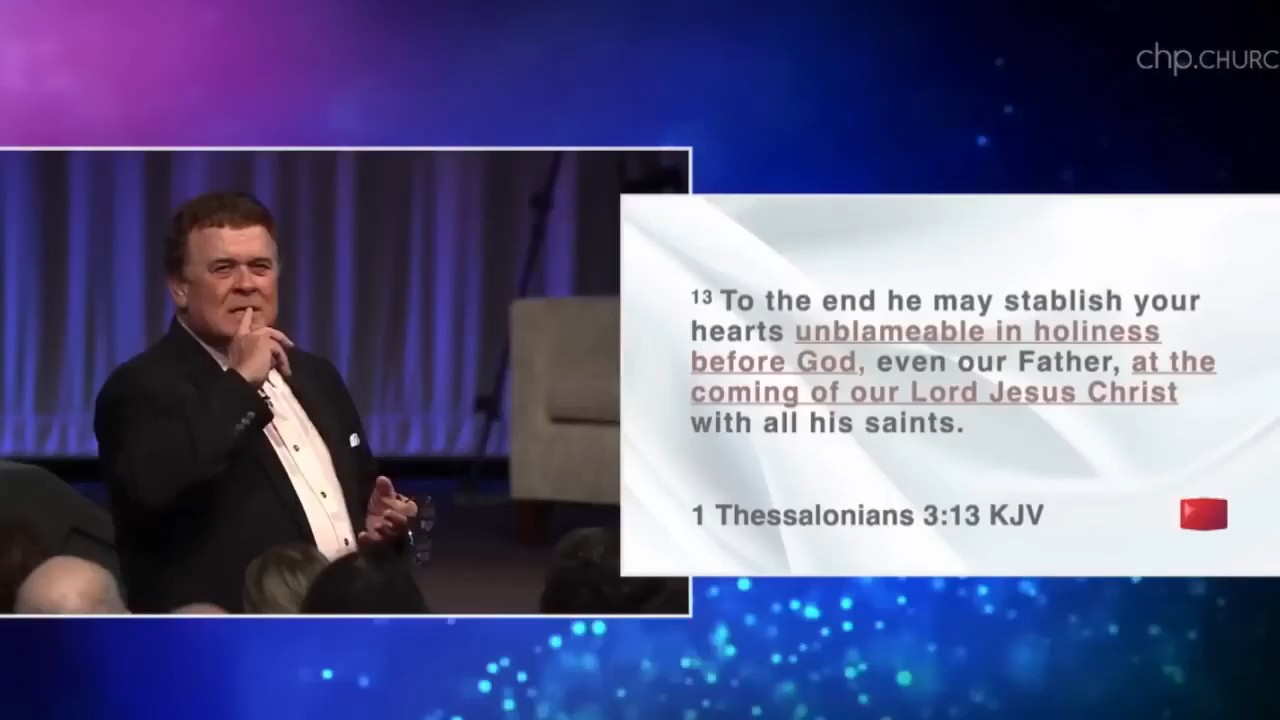 chp.CHURC
13 To the end he may stablish your
hearts unblameable in holiness
before God, even our Father, at the
coming of our Lord Jesus Christ
with all his saints.
1 Thessalonians 3:13 KJV